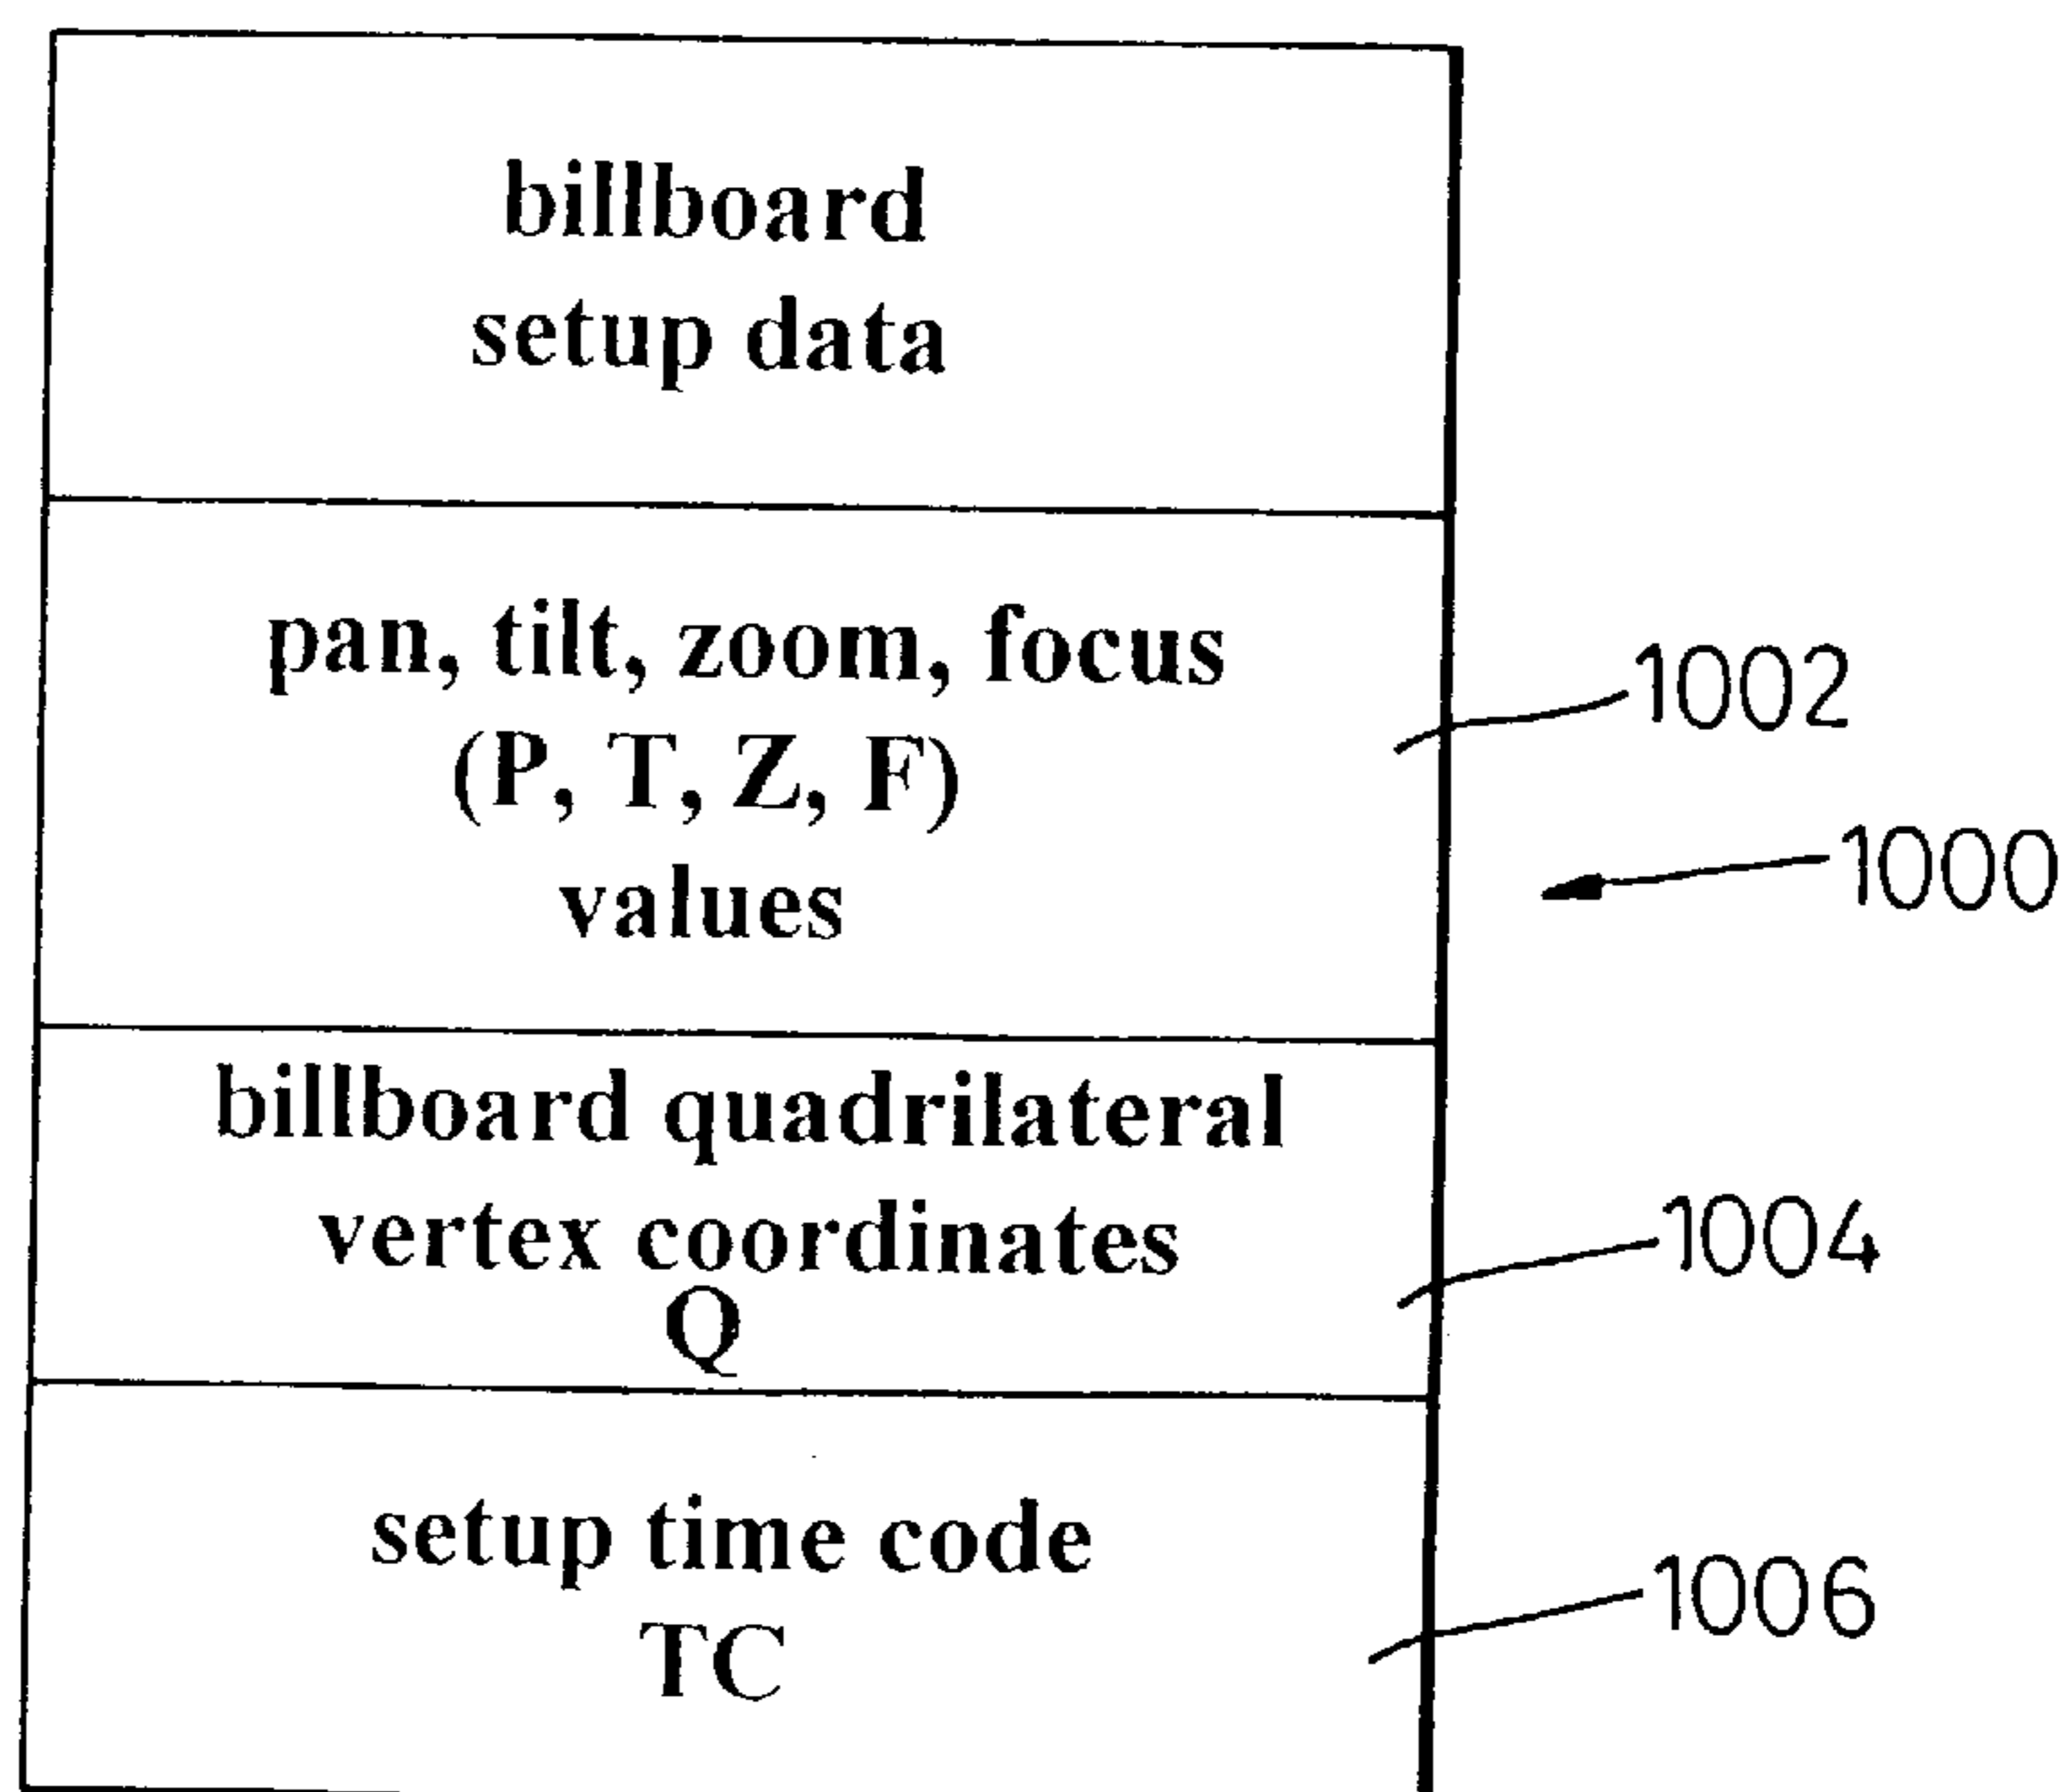 billboard
setup data
pan, tilt, zoom, focus
(P, T, Z, F)
values
1002
1000
billboard quadrilateral
vertex coordinates
Q
1004
setup time code
TC
1006